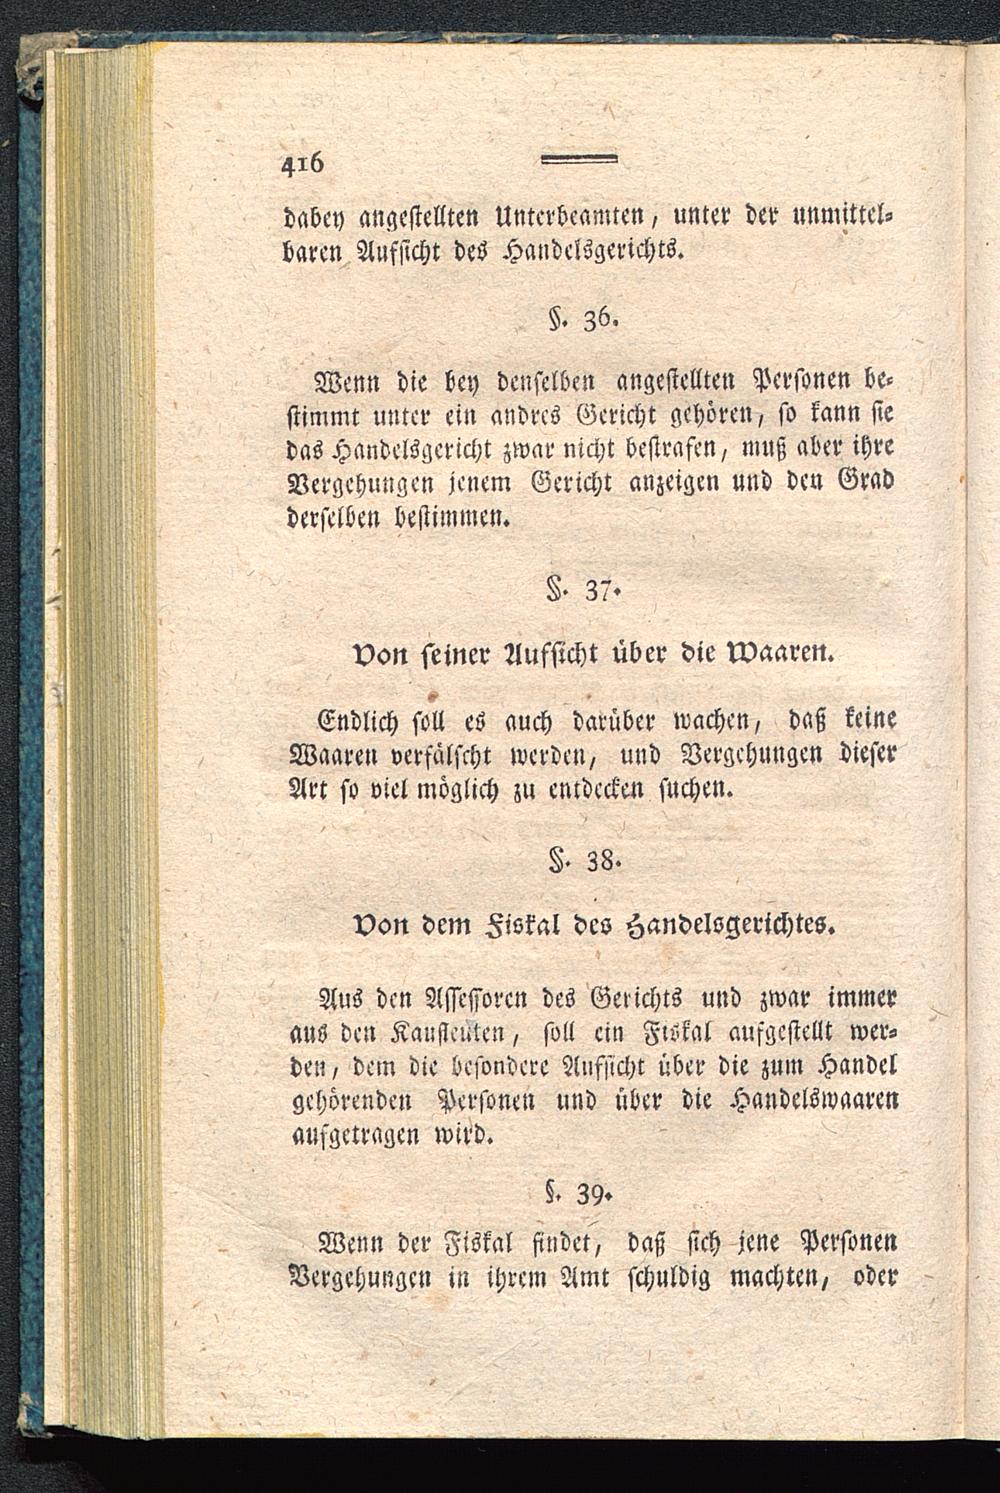 416
dabey angestellten Unterbeamten, unter der unmittel-
baren Aufsicht des Handelsgerichts.
§. 36.
Wenn die bey denselben angestellten Personen be-
stimmt unter ein andres Gericht gehören, so kann sie
das Handelsgericht zwar nicht bestrafen, muß aber ihre
Vergehungen jenem Gericht anzeigen und den Grad
derselben bestimmen.
§. 37.
Von seiner Aufsicht über die Waaren.
Endlich soll es auch darüber wachen, daß keine
Waaren verfälscht werden, und Vergehungen dieser
Art so viel möglich zu entdecken suchen.
§. 38.
Von dem Fiskal des Handelsgerichtes.
Aus den Assessoren des Gerichts und zwar immer
aus den Kaufleuten, soll ein Fiskal aufgestellt wer-
den, dem die besondere Aufsicht über die zum Handel
gehörenden Personen und über die Handelswaaren
aufgetragen wird.
§. 39.
Wenn der Fiskal findet, daß sich jene Personen
Vergehungen in ihrem Amt schuldig machten, oder